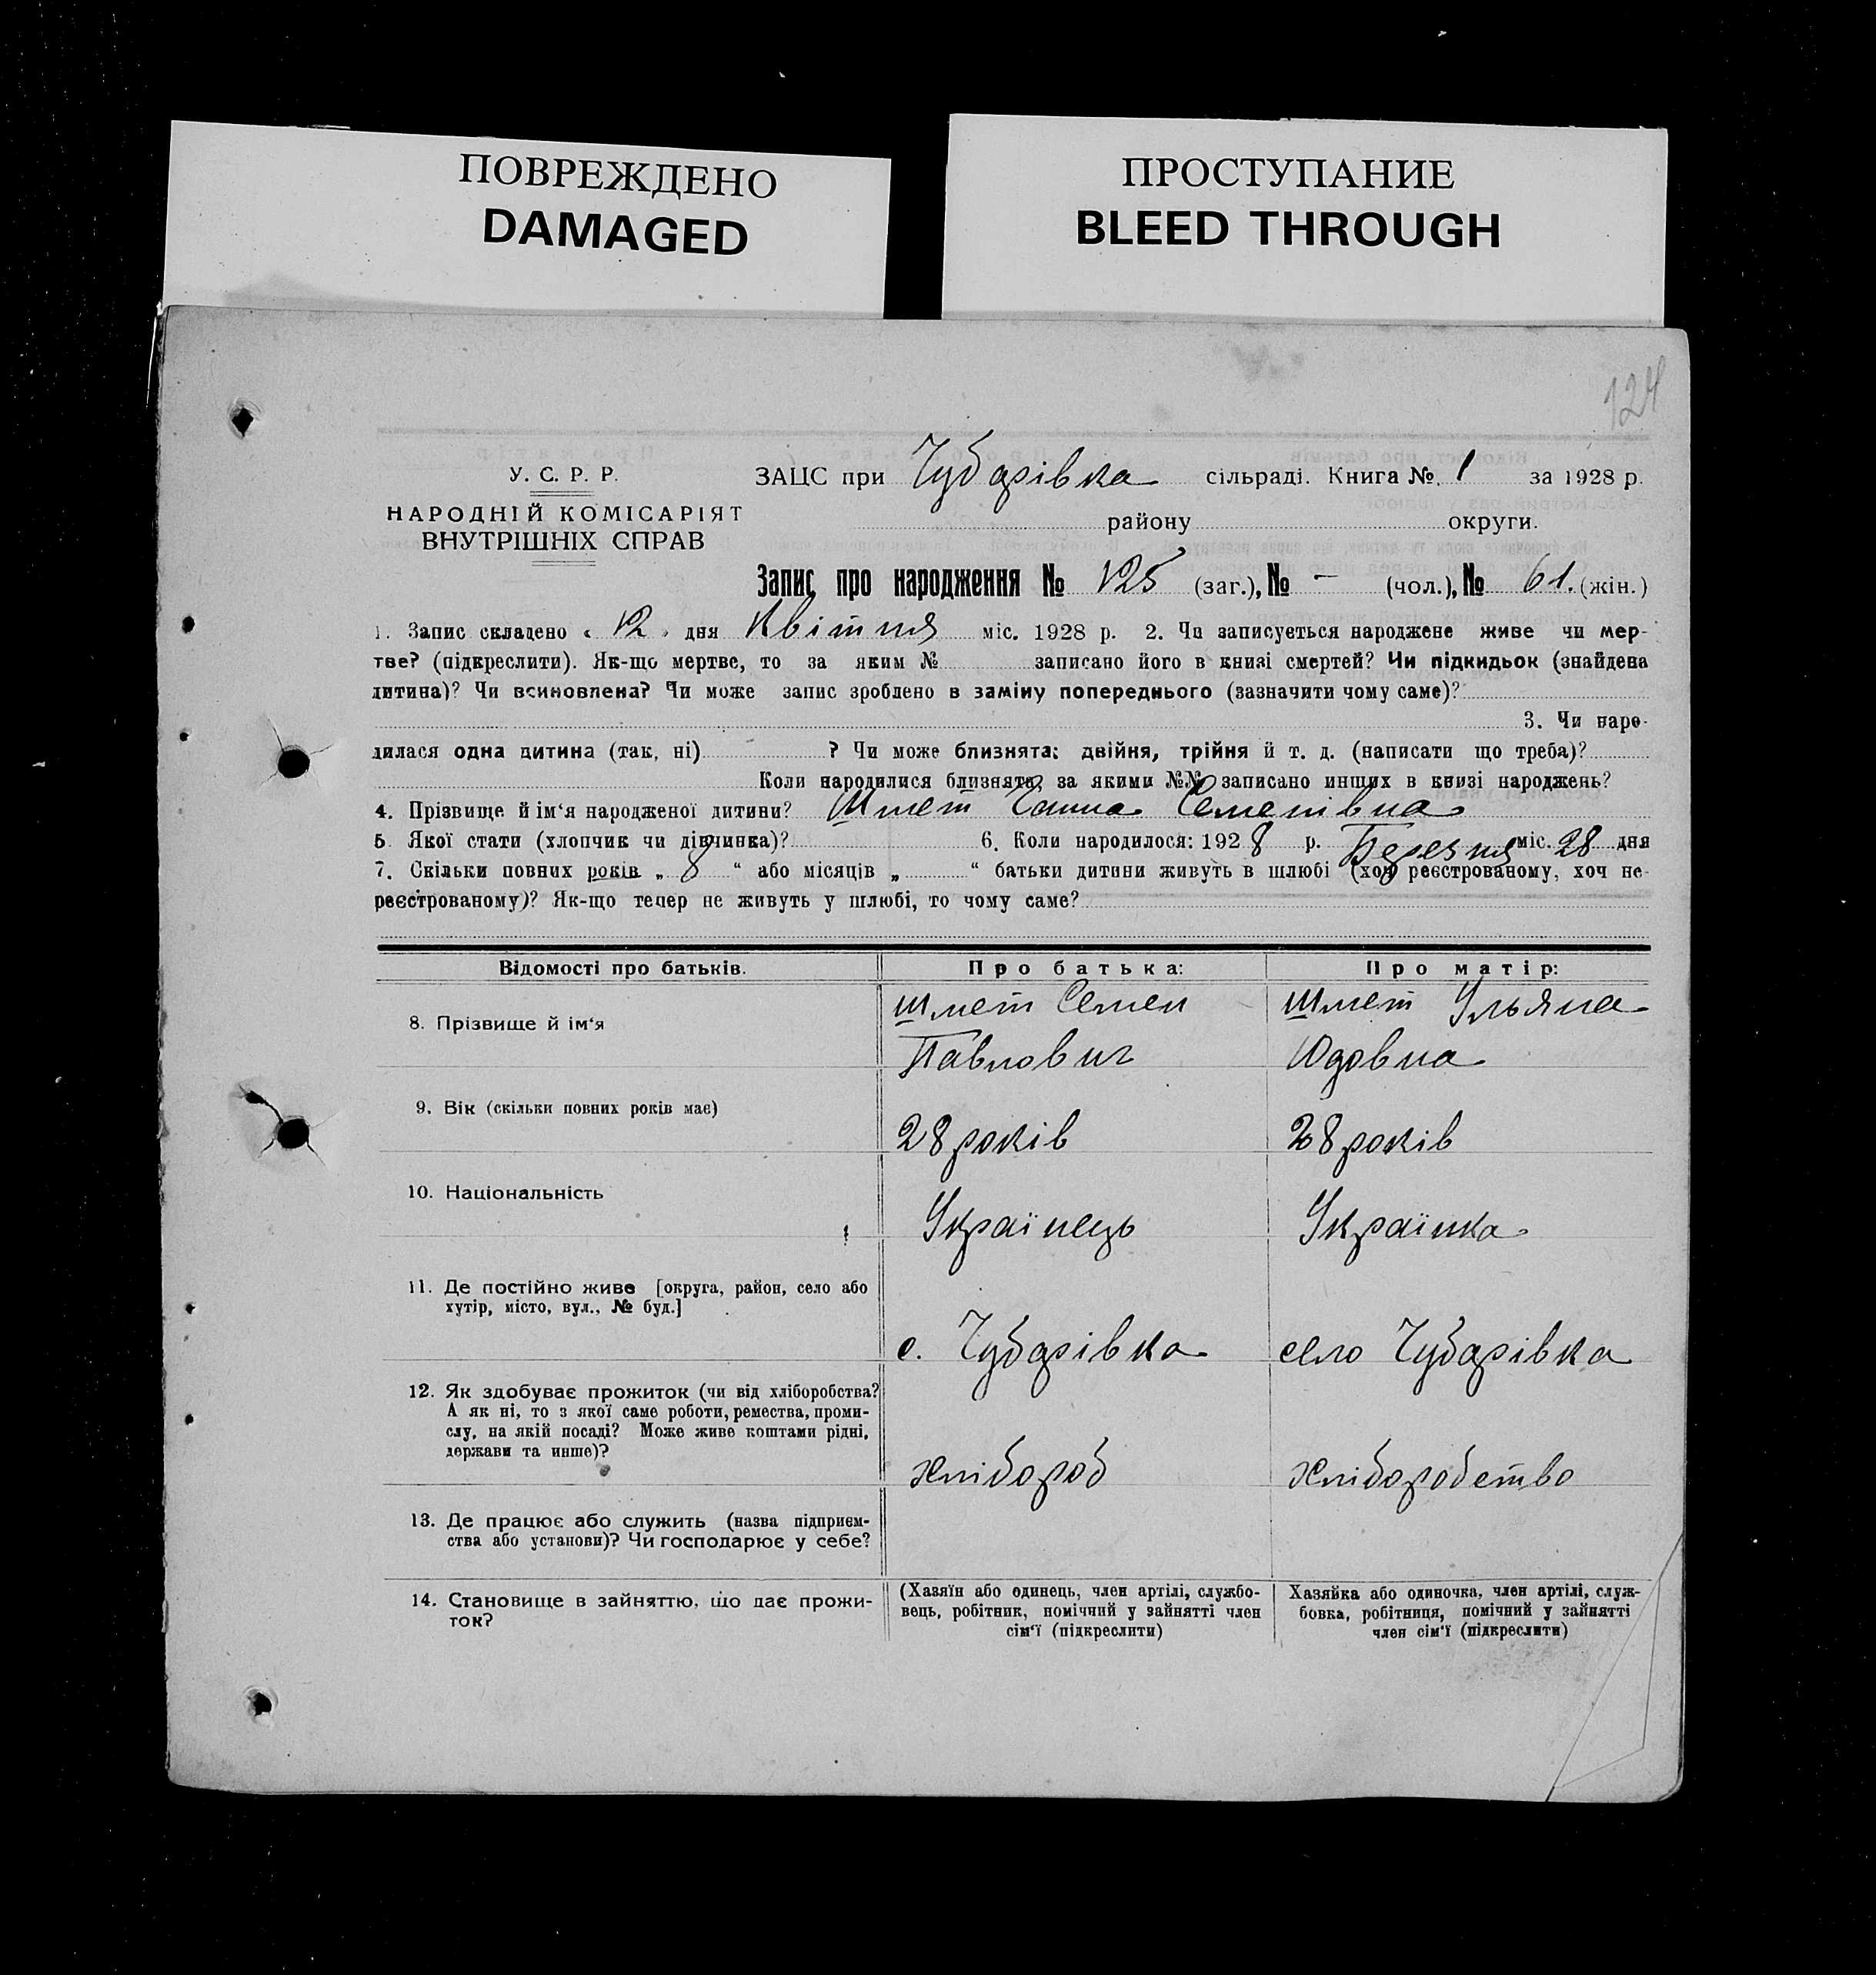 ПОВРЕЖДЕНО
DAMAGED
ПРОСТУПАНИЕ
BLEED THROUGH
124
У. С. Р. Р.
НАРОДНІЙ КОМІСАРІЯТ
ВНУТРІШНІХ СПРАВ
ЗАЦС при Чубарівка сільраді. Книга № 1 за 1928 р.
району округи.
Запис про народження № 125 (заг.), № - (чол.), № 61. (жін.)
1. Запис складено « 12 » дня Квітня міс. 1928 р. 2. Чи записується народжене живе чи мер-
тве? (підкреслити). Як-що мертве, то за яким № записано його в книзі смертей? Чи підкидьок (знайдена
дитина)? Чи всиновлена? Чи може запис зроблено в заміну попереднього (зазначити чому саме)?
3. Чи наро-
дилася одна дитина (так, ні) ? Чи може близнята: двійня, трійня й т. д. (написати що треба)?
Коли народилися близнята, за якими №№ записано инших в книзі народжень?
4. Прізвище й ім‘я народженої дитини? Шмет Ганна Семенівна
5. Якої стати (хлопчик чи дівчинка)? 6. Коли народилося: 1928 р. Березня міс. 28 дня
7. Скільки повних років „ 8 “ або місяців „ “ батьки дитини живуть в шлюбі (хоч реєстрованому, хоч не-
реєстрованому)? Як-що тепер не живуть у шлюбі, то чому саме?
Відомості про батьків. Про батька: Про матір:
8. Прізвище й ім‘я Шмет Семен Шмет Ульяна
Павлович Юдовна
9. Вік (скільки повних років має) 28 років 28 років
10. Національність Українець Українка
11. Де постійно живе [округа, район, село або
хутір, місто, вул., № буд.]
с. Чубарівка село Чубарівка
12. Як здобуває прожиток (чи від хліборобства?
А як ні, то з якої саме роботи, ремества, проми-
слу, на якій посаді? Може живе коштами рідні,
держави та инше)?
хлібороб хліборобство
13. Де працює або служить (назва підприєм-
ства або установи)? Чи господарює у себе?
14. Становище в зайняттю, що дає прожи-
ток?
(Хазяїн або одинець, член артілі, службо-
вець, робітник, помічний у зайнятті член
сім‘ї (підкреслити)
Хазяйка або одиночка, член артілі, служ-
бовка, робітниця, помічний у зайнятті
член сім‘ї (підкреслити)